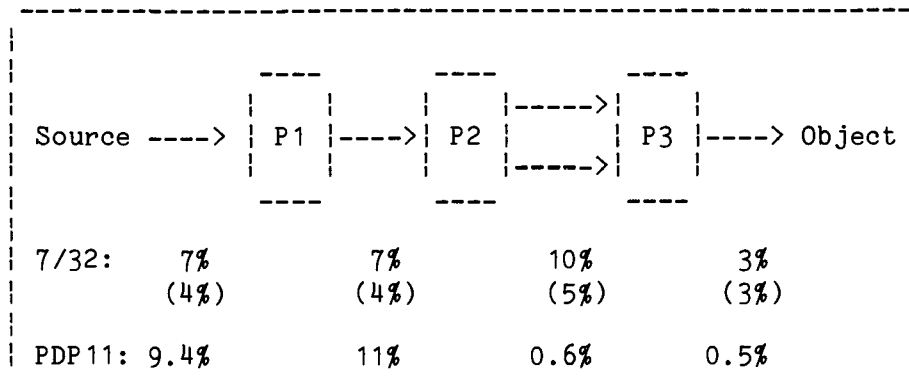 Source ----> | P1 |---->| P2 |----->| P3 |----> Object
7/32: 7% 7% 10% 3%
(4%) (4%) (5%) (3%)
PDP11: 9.4% 11% 0.6% 0.5%